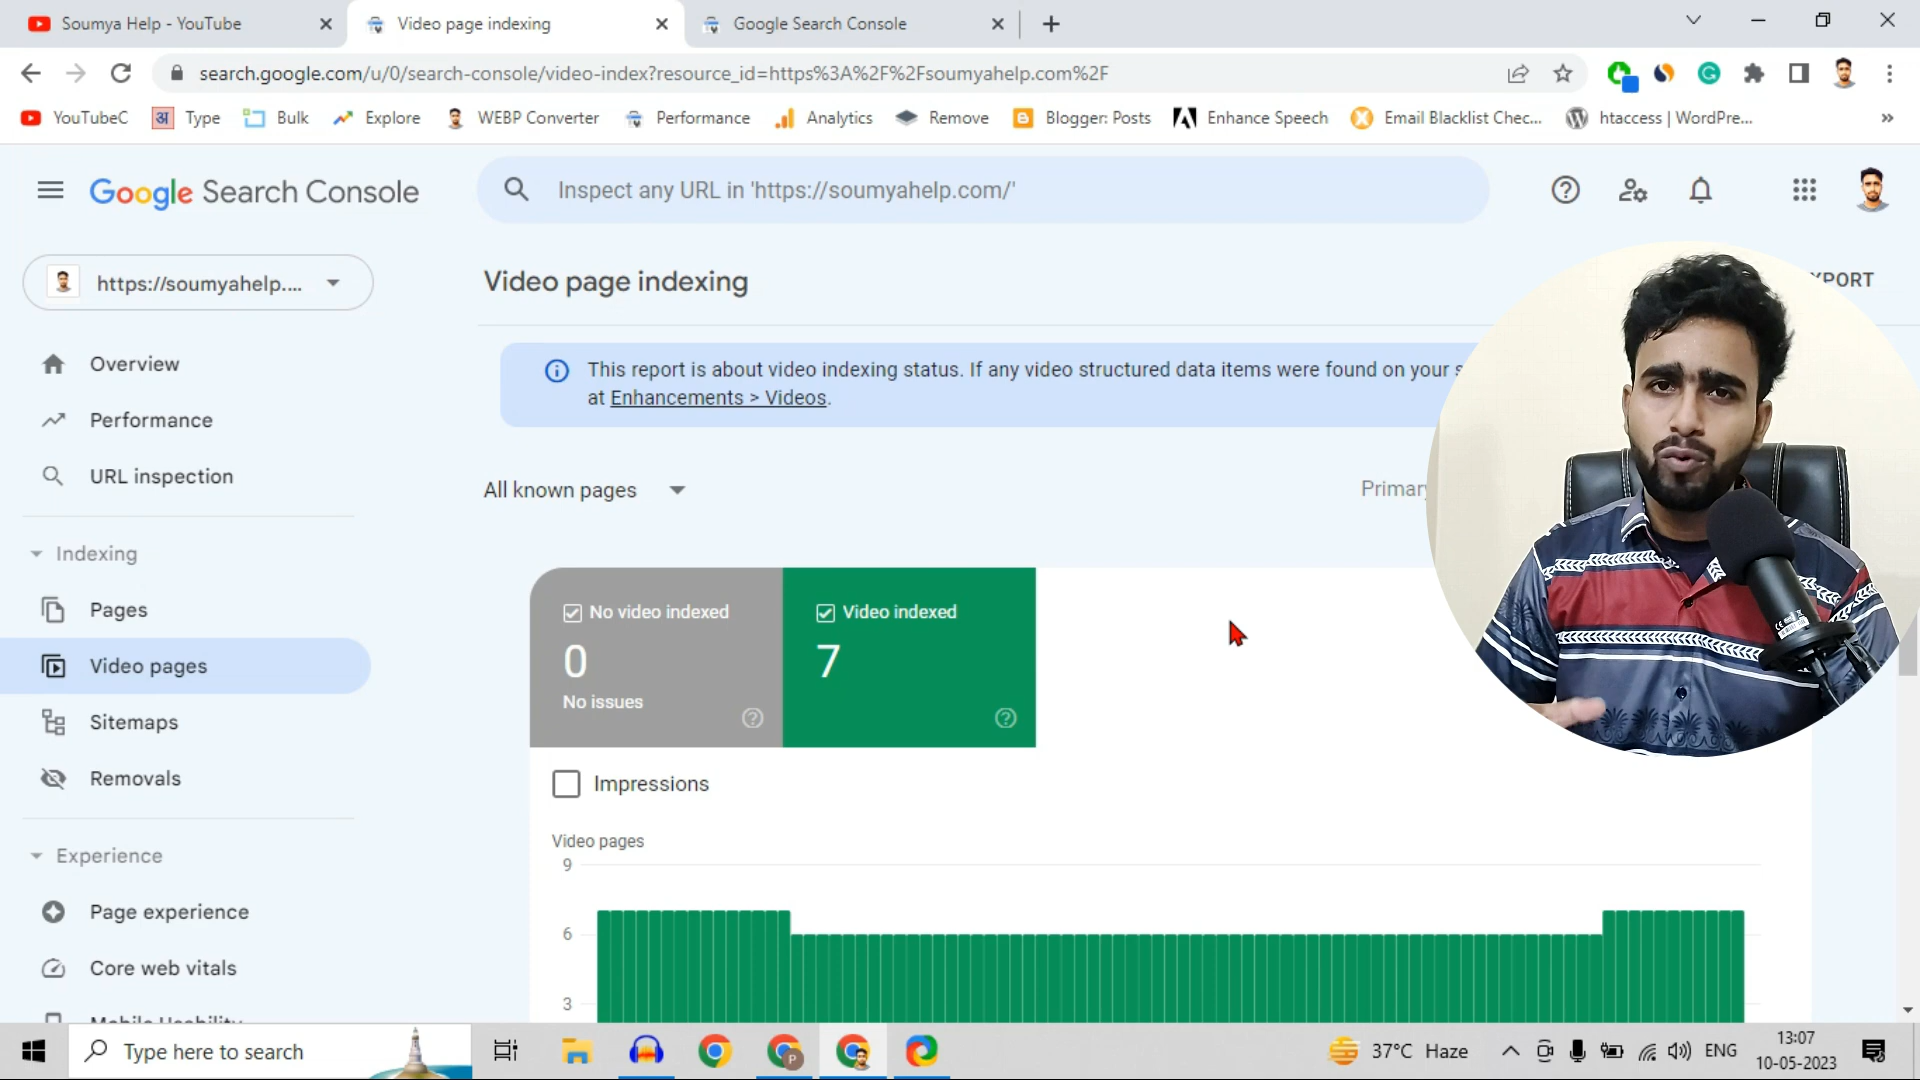 Soumya Help - YouTube
Video page indexing
Google Search Console
search.google.com/u/0/search-console/video-index?resource_id=https%3A%2F%2Fsoumyahelp.com%2F
YouTubeC
अ Type
Bulk
Explore
WEBP Converter
Performance
Analytics
Remove
Blogger: Posts
Enhance Speech
Email Blacklist Chec...
htaccess | WordPre...
»
Google Search Console
Inspect any URL in 'https://soumyahelp.com/'
https://soumyahelp....
Video page indexing
XPORT
This report is about video indexing status. If any video structured data items were found on your s
at Enhancements > Videos.
Overview
Performance
URL inspection
Indexing
Pages
Video pages
Sitemaps
Removals
Experience
Page experience
Core web vitals
Mobile Usability
All known pages
Primary
No video indexed
0
No issues
Video indexed
7
Impressions
Video pages
9
6
3
Type here to search
P
37°C Haze
ENG
13:07
10-05-2023